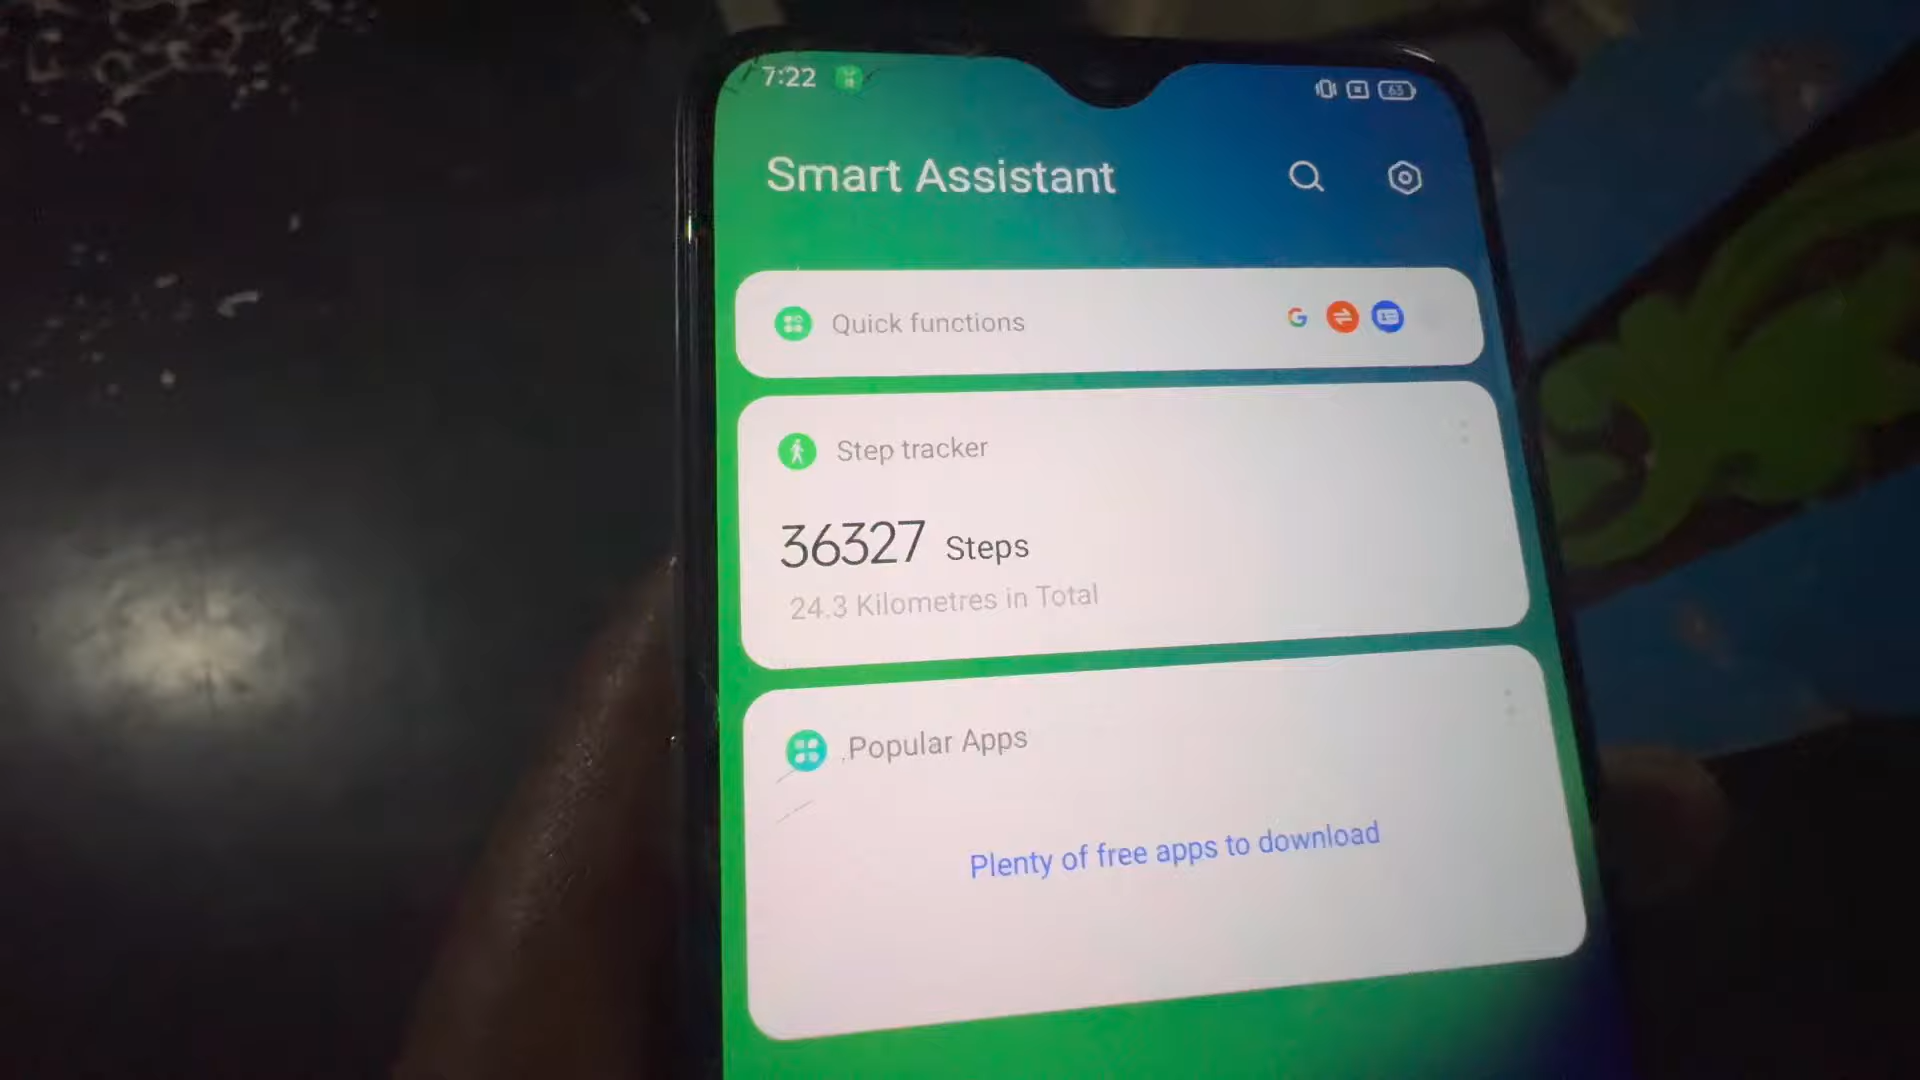 7:22
63
Smart Assistant
Quick functions
G
Step tracker
36327 Steps
24.3 Kilometres in Total
Popular Apps
Plenty of free apps to download